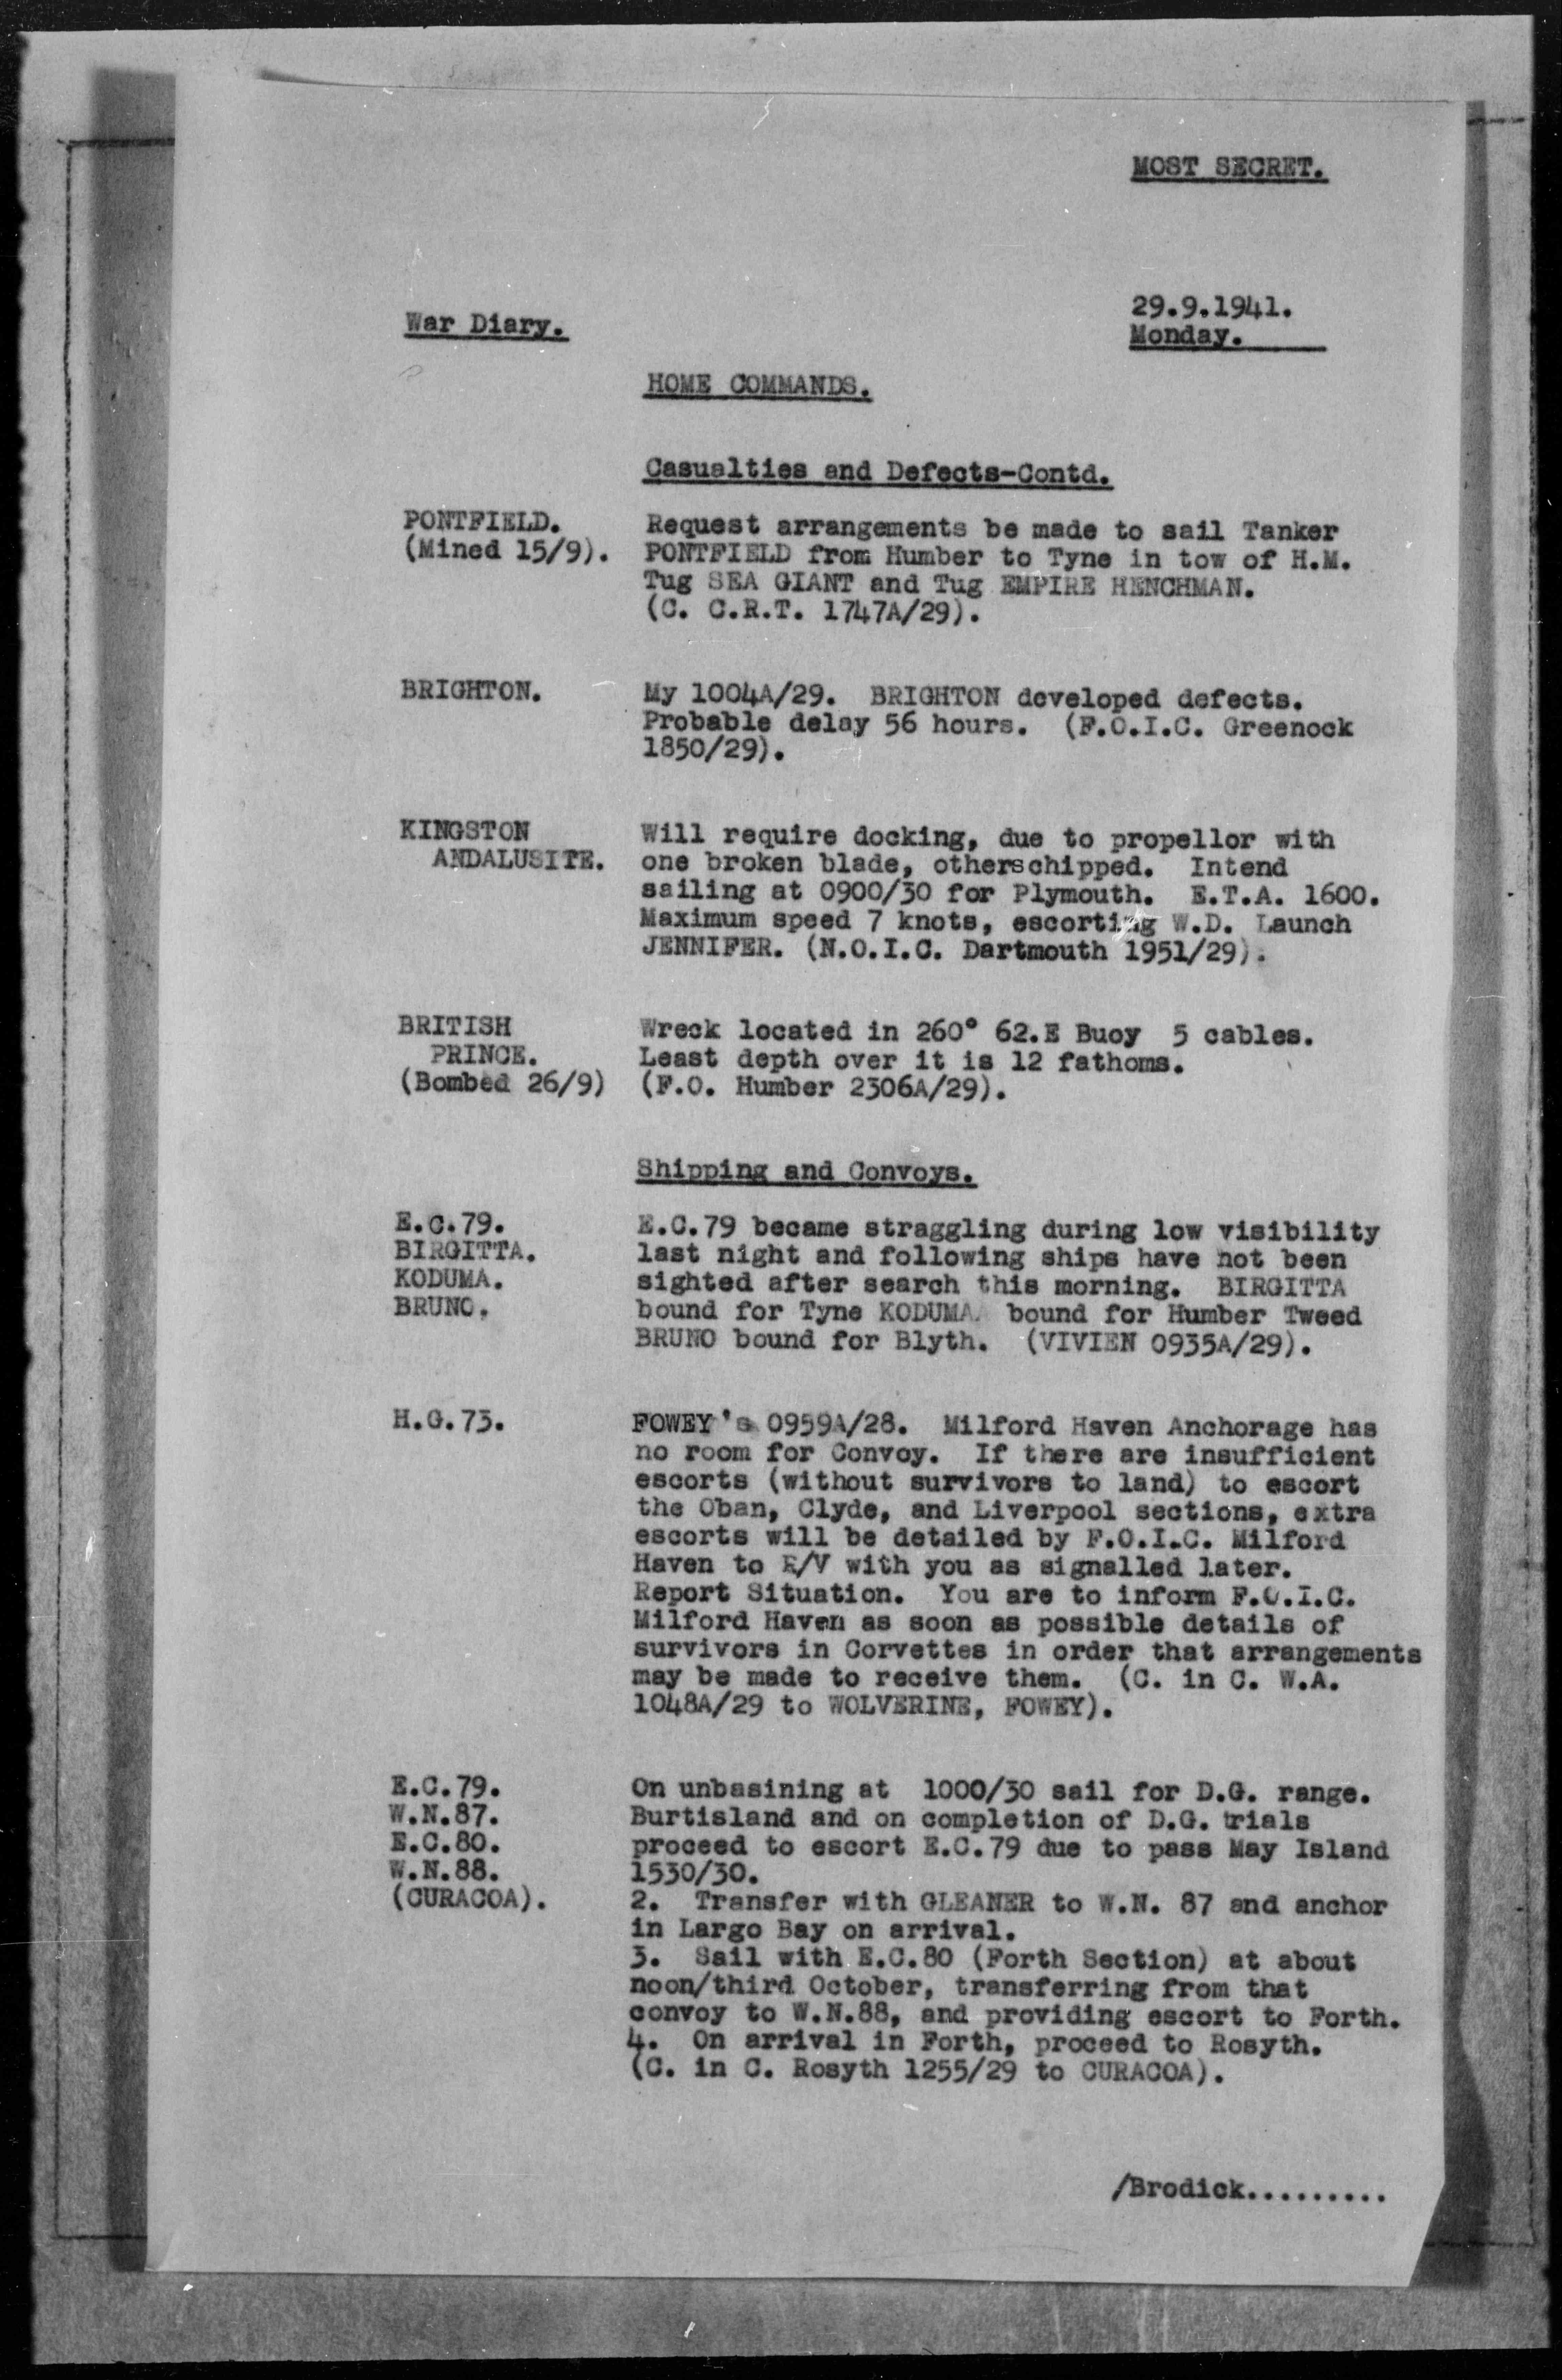 MOST SECRET.
29.9.1941.
War Diary.
Monday.
HOME COMMANDS.
Casualties and Defects-Contd.
PONTFIELD.
(Mined 15/9).
Request arrangements be made to sail Tanker
PONTFIELD from Humber to Tyne in tow of H.M.
Tug SEA GIANT and Tug EMPIRE HENCHMAN.
(C. C.R.T. 1747A/29).
BRIGHTON.
My 1004A/29. BRIGHTON developed defects.
Probable delay 56 hours. (F.O.I.C. Greenock
1850/29).
KINGSTON
ANDALUSITE.
Will require docking, due to propellor with
one broken blade, otherschipped. Intend
sailing at 0900/30 for Plymouth. E.T.A. 1600.
Maximum speed 7 knots, escorting W.D. Launch
JENNIFER. (N.O.I.C. Dartmouth 1951/29).
BRITISH
PRINCE.
(Bombed 26/9)
Wreck located in 260° 62.E Buoy 5 cables.
Least depth over it is 12 fathoms.
(F.O. Humber 2306A/29).
Shipping and Convoys.
E.C.79.
BIRGITTA.
KODUMA.
BRUNO.
E.C.79 became straggling during low visibility
last night and following ships have not been
sighted after search this morning. BIRGITTA
bound for Tyne KODUMA. bound for Humber Tweed
BRUNO bound for Blyth. (VIVIEN 0935A/29).
H.G.73.
FOWEY's 0959A/28. Milford Haven Anchorage has
no room for Convoy. If there are insufficient
escorts (without survivors to land) to escort
the Oban, Clyde, and Liverpool sections, extra
escorts will be detailed by F.O.I.C. Milford
Haven to R/V with you as signalled later.
Report Situation. You are to inform F.O.I.C.
Milford Haven as soon as possible details of
survivors in Corvettes in order that arrangements
may be made to receive them. (C. in C. W.A.
1048A/29 to WOLVERINE, FOWEY).
E.C.79.
W.N.87.
E.C.80.
W.N.88.
(CURACOA).
On unbasining at 1000/30 sail for D.G. range.
Burtisland and on completion of D.G. trials
proceed to escort E.C.79 due to pass May Island
1530/30.
2. Transfer with GLEANER to W.N. 87 and anchor
in Largo Bay on arrival.
3. Sail with E.C.80 (Forth Section) at about
noon/third October, transferring from that
convoy to W.N.88, and providing escort to Forth.
4. On arrival in Forth, proceed to Rosyth.
(C. in C. Rosyth 1255/29 to CURACOA).
/Brodick.........